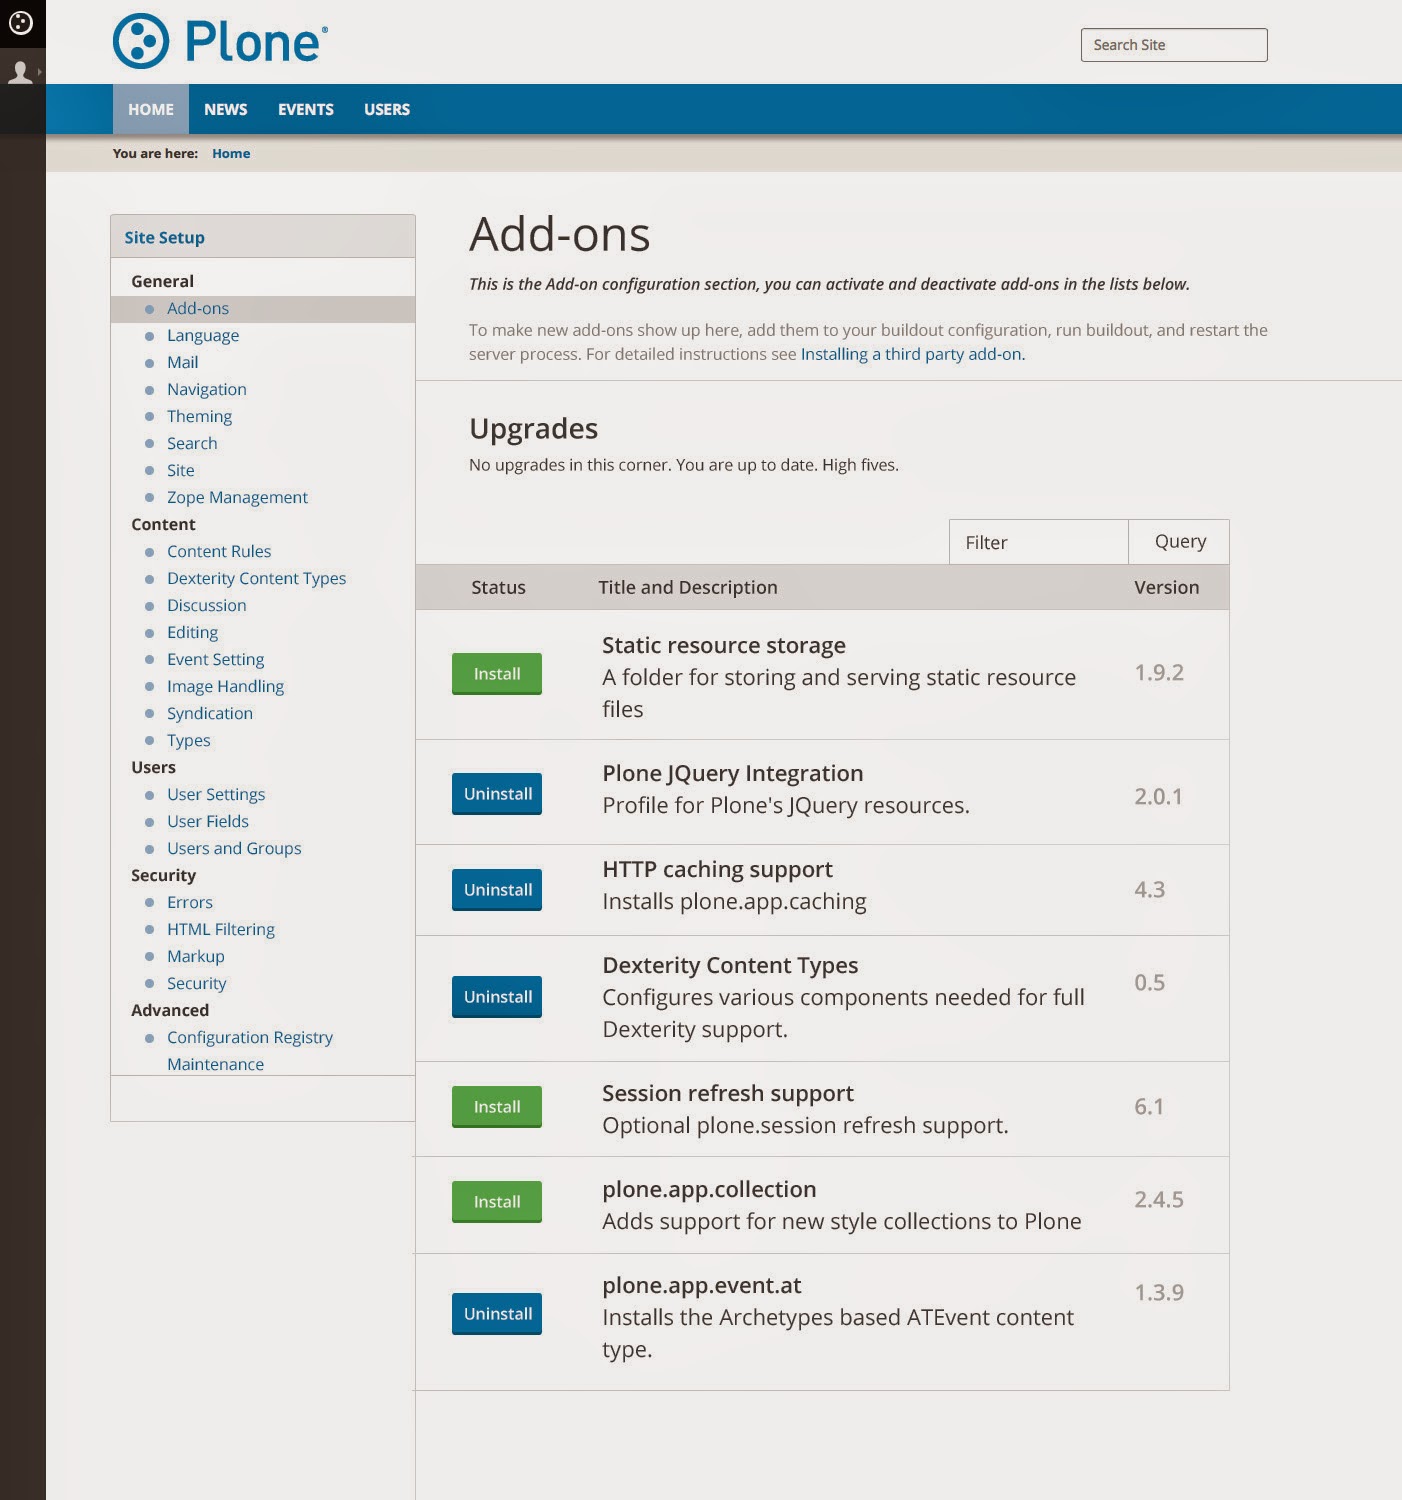 Plone®
Search Site
HOME NEWS EVENTS USERS
You are here: Home
Site Setup
General
Add-ons
Language
Mail
Navigation
Theming
Search
Site
Zope Management
Content
Content Rules
Dexterity Content Types
Discussion
Editing
Event Setting
Image Handling
Syndication
Types
Users
User Settings
User Fields
Users and Groups
Security
Errors
HTML Filtering
Markup
Security
Advanced
Configuration Registry
Maintenance
Add-ons
This is the Add-on configuration section, you can activate and deactivate add-ons in the lists below.
To make new add-ons show up here, add them to your buildout configuration, run buildout, and restart the
server process. For detailed instructions see Installing a third party add-on.
Upgrades
No upgrades in this corner. You are up to date. High fives.
Filter Query
Status Title and Description Version
Static resource storage
Install A folder for storing and serving static resource 1.9.2
files
Plone JQuery Integration
Uninstall Profile for Plone's JQuery resources. 2.0.1
HTTP caching support
Uninstall Installs plone.app.caching 4.3
Dexterity Content Types
Uninstall Configures various components needed for full 0.5
Dexterity support.
Session refresh support
Install Optional plone.session refresh support. 6.1
plone.app.collection
Install Adds support for new style collections to Plone 2.4.5
plone.app.event.at
Uninstall Installs the Archetypes based ATEvent content 1.3.9
type.